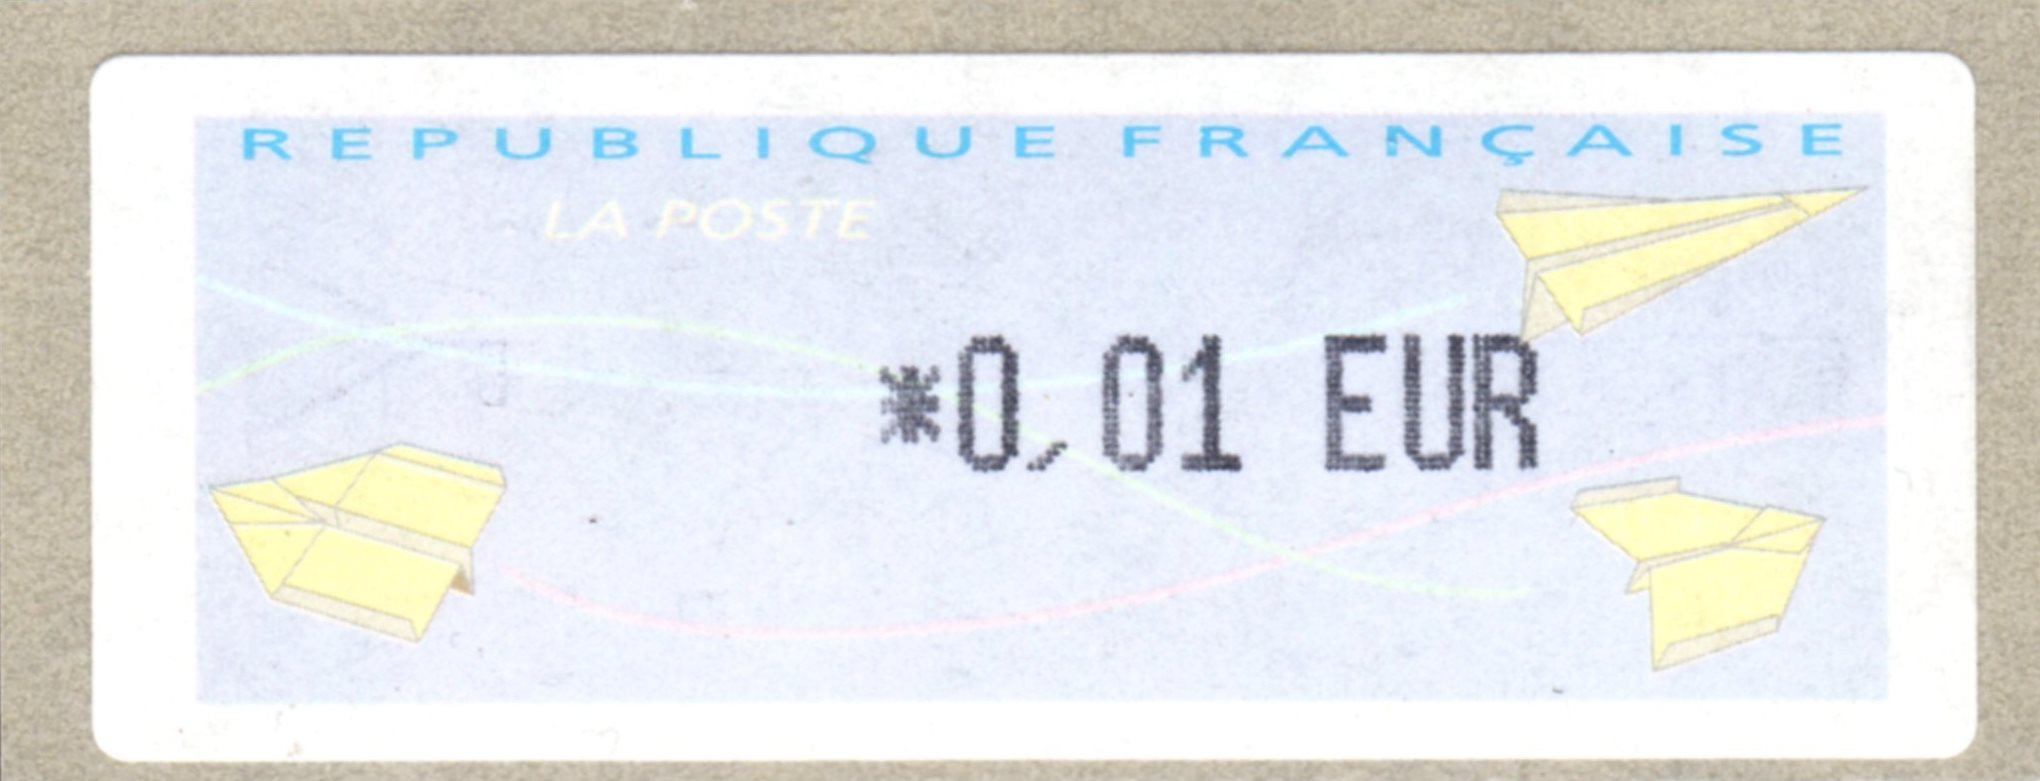 REPUBLIQUE FRANÇAISE
LA POSTE
*0,01 EUR